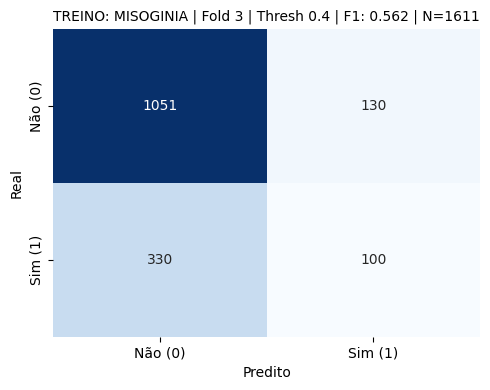 TREINO: MISOGINIA | Fold 3 | Thresh 0.4 | F1: 0.562 | N=1611
Não (0)
1051
130
Real
Sim (1)
330
100
Não (0)
Sim (1)
Predito